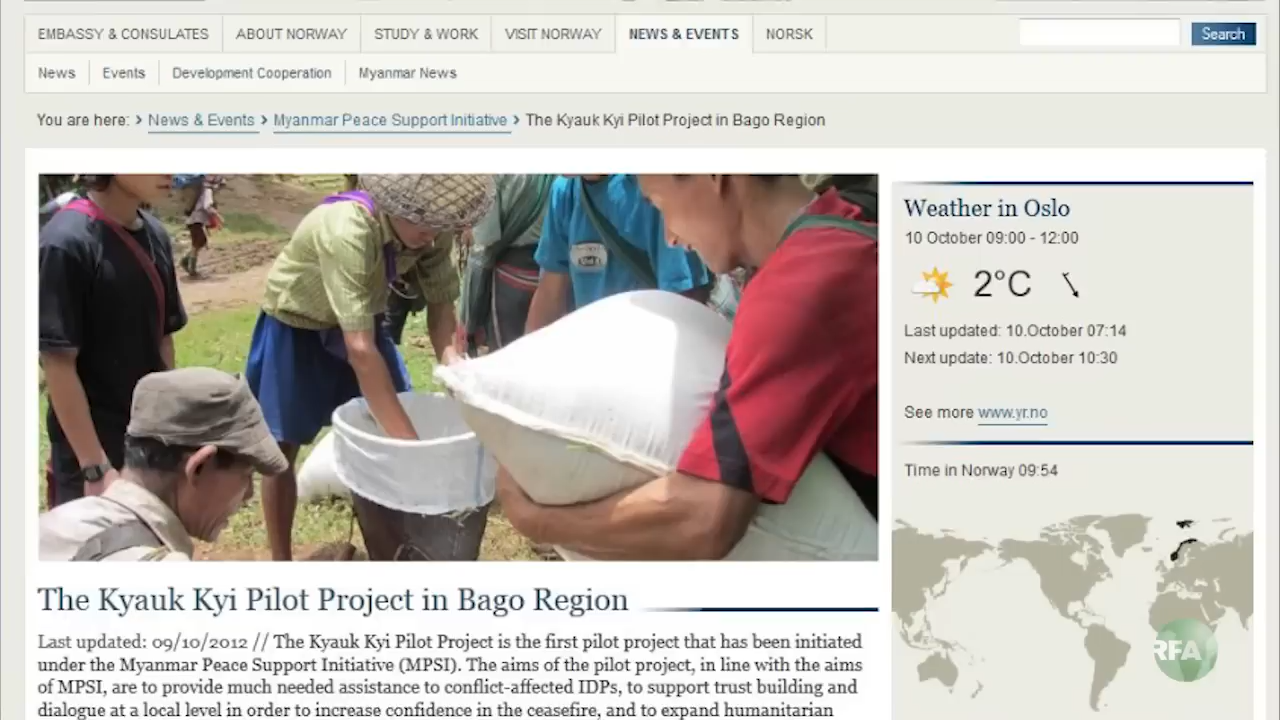 EMBASSY & CONSULATES ABOUT NORWAY STUDY & WORK VISIT NORWAY NEWS & EVENTS NORSK Search
News Events Development Cooperation Myanmar News
You are here: > News & Events > Myanmar Peace Support Initiative > The Kyauk Kyi Pilot Project in Bago Region
Weather in Oslo
10 October 09:00 - 12:00
2°C
Last updated: 10.October 07:14
Next update: 10.October 10:30
See more www.yr.no
Time in Norway 09:54
The Kyauk Kyi Pilot Project in Bago Region
Last updated: 09/10/2012 // The Kyauk Kyi Pilot Project is the first pilot project that has been initiated
under the Myanmar Peace Support Initiative (MPSI). The aims of the pilot project, in line with the aims
of MPSI, are to provide much needed assistance to conflict-affected IDPs, to support trust building and
dialogue at a local level in order to increase confidence in the ceasefire, and to expand humanitarian
RFA